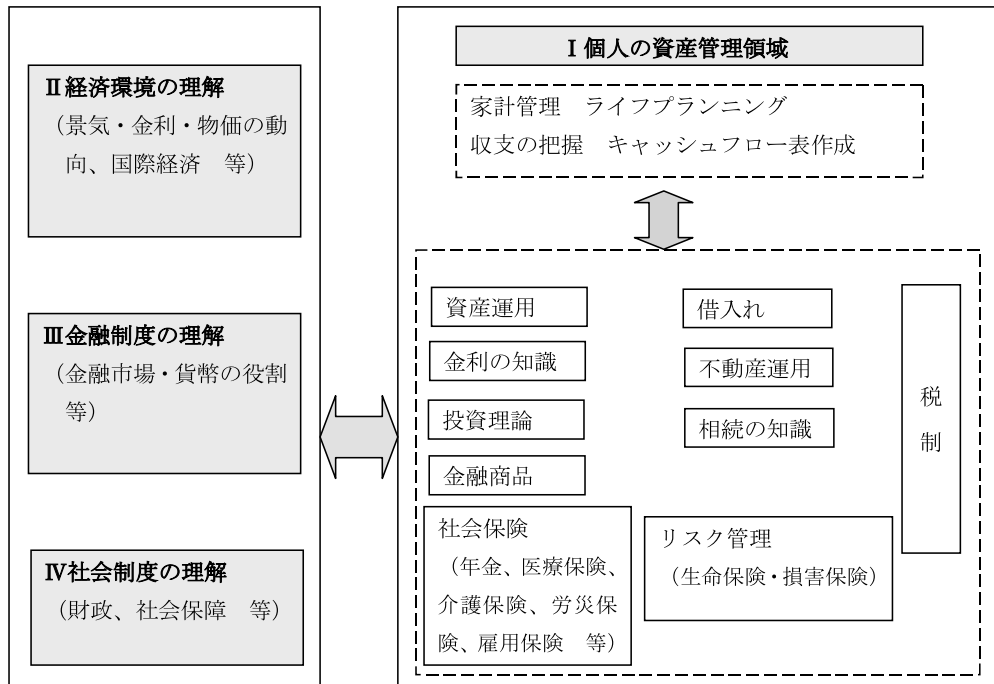 Ⅱ経済環境の理解
（景気・金利・物価の動
向、国際経済　等）
Ⅲ金融制度の理解
（金融市場・貨幣の役割
等）
Ⅳ社会制度の理解
（財政、社会保障　等）
Ⅰ個人の資産管理領域
家計管理　ライフプランニング
収支の把握　キャッシュフロー表作成
資産運用
金利の知識
投資理論
金融商品
社会保険
（年金、医療保険、
介護保険、労災保
険、雇用保険　等）
借入れ
不動産運用
相続の知識
リスク管理
（生命保険・損害保険）
税制